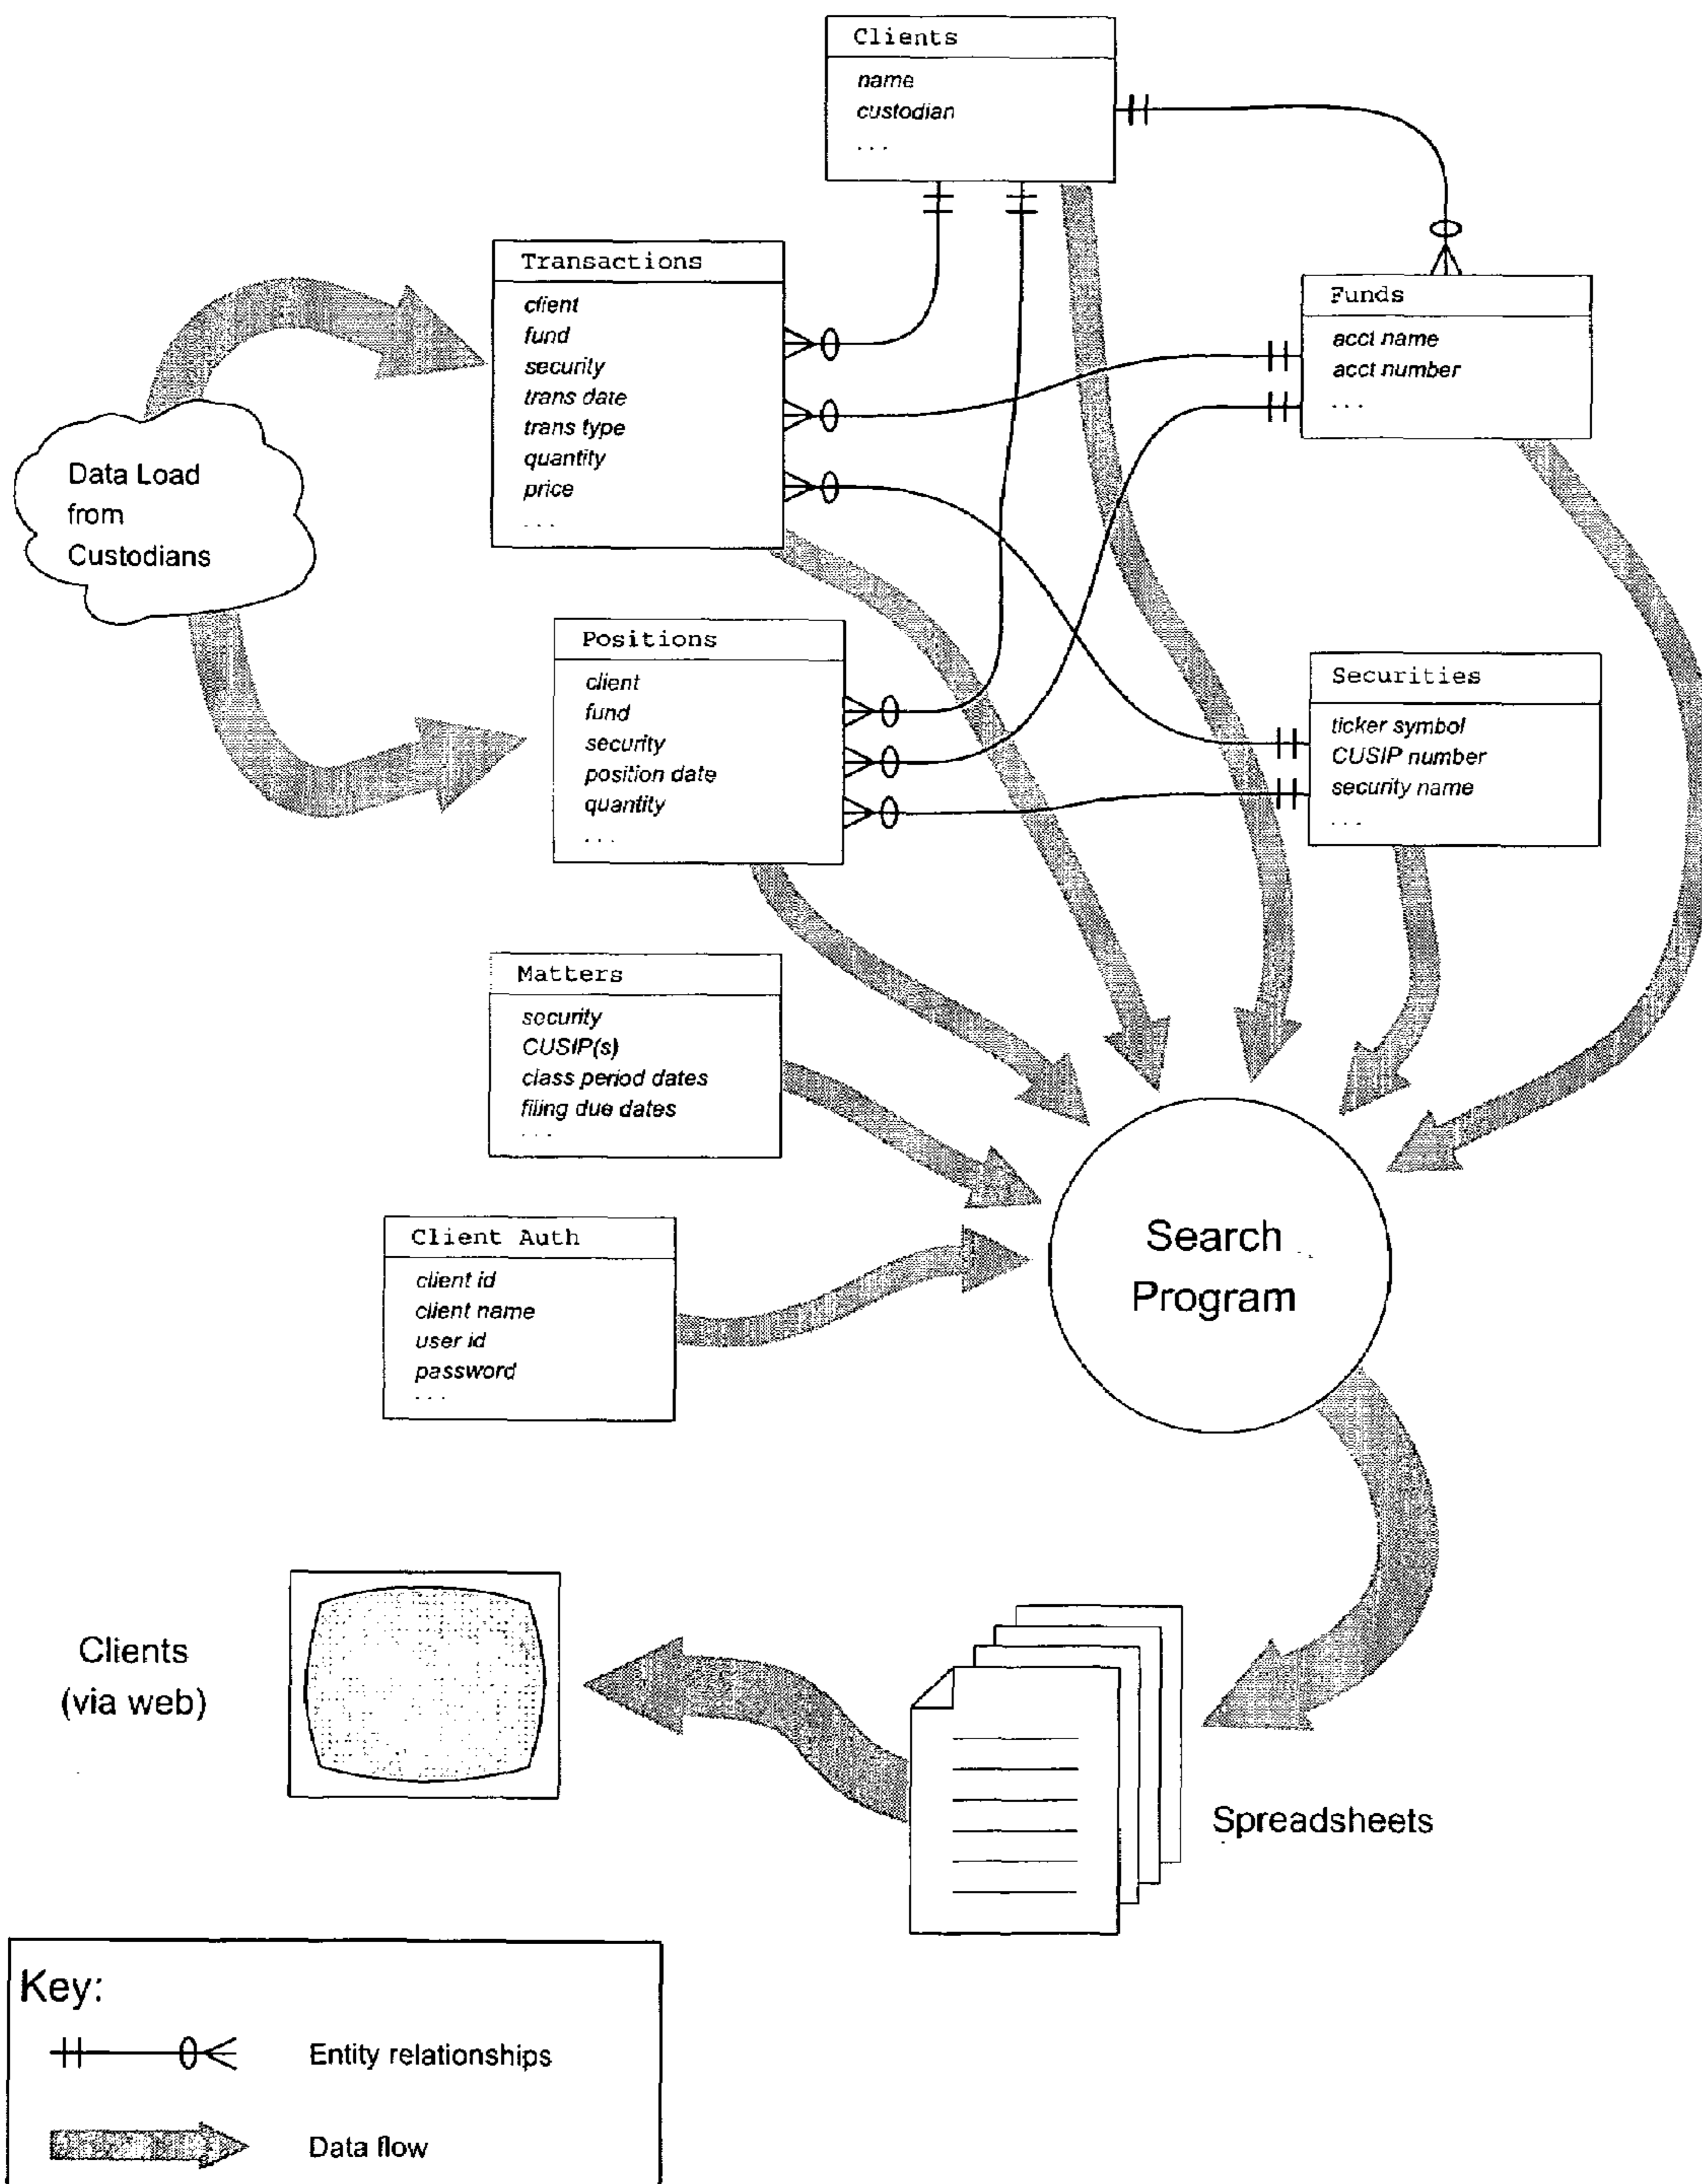 Clients
name
custodian
. . .
Transactions
client
fund
security
trans date
trans type
quantity
price
. . .
Funds
acct name
acct number
. . .
Data Load
from
Custodians
Positions
client
fund
security
position date
quantity
. . .
Securities
ticker symbol
CUSIP number
security name
. . .
Matters
security
CUSIP(s)
class period dates
filing due dates
. . .
Client Auth
client id
client name
user id
password
. . .
Search
Program
Clients
(via web)
Spreadsheets
Key:
Entity relationships
Data flow